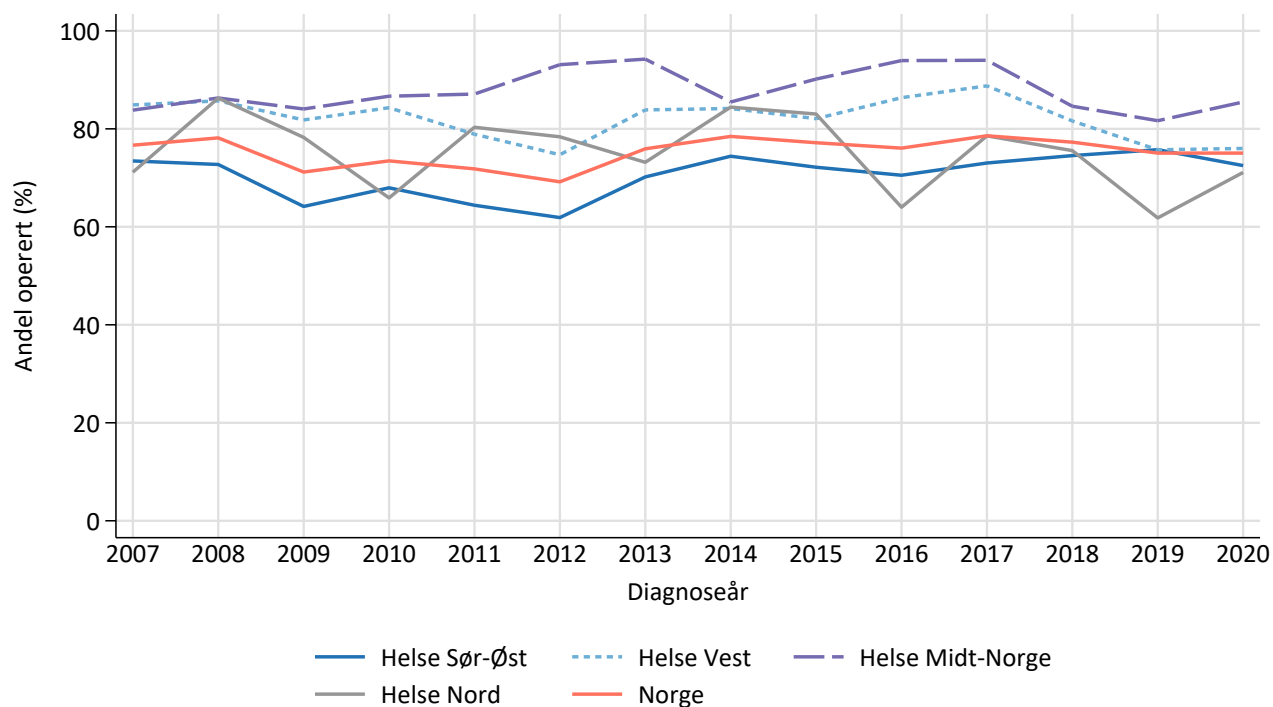 100
80
60
40
20
0
Andel operert (%)
2007 2008 2009 2010 2011 2012 2013 2014 2015 2016 2017 2018 2019 2020
Diagnoseår
Helse Sør-Øst Helse Vest Helse Midt-Norge
Helse Nord Norge